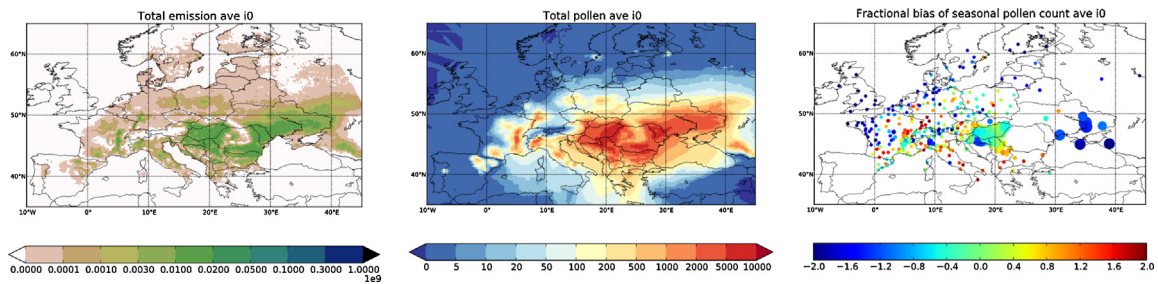 Total emission ave i0
60°N
50°N
40°N
10°W 0° 10°E 20°E 30°E 40°E
0.0000 0.0001 0.0010 0.0030 0.0100 0.0200 0.0500 0.1000 0.3000 1.0000
1e9
Total pollen ave i0
60°N
50°N
40°N
10°W 0° 10°E 20°E 30°E 40°E
0 5 10 20 50 100 200 500 1000 2000 5000 10000
Fractional bias of seasonal pollen count ave i0
60°N
50°N
40°N
10°W 0° 10°E 20°E 30°E 40°E
−2.0 −1.6 −1.2 −0.8 −0.4 0.0 0.4 0.8 1.2 1.6 2.0